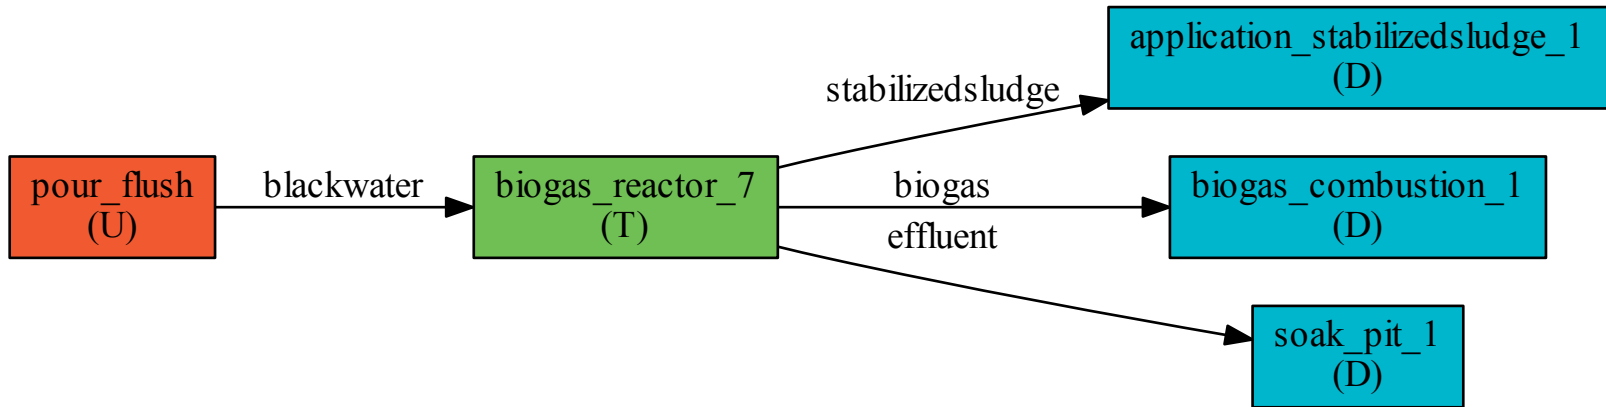 pour_flush
(U)
blackwater
biogas_reactor_7
(T)
stabilizedsludge
application_stabilizedsludge_1
(D)
biogas
biogas_combustion_1
(D)
effluent
soak_pit_1
(D)